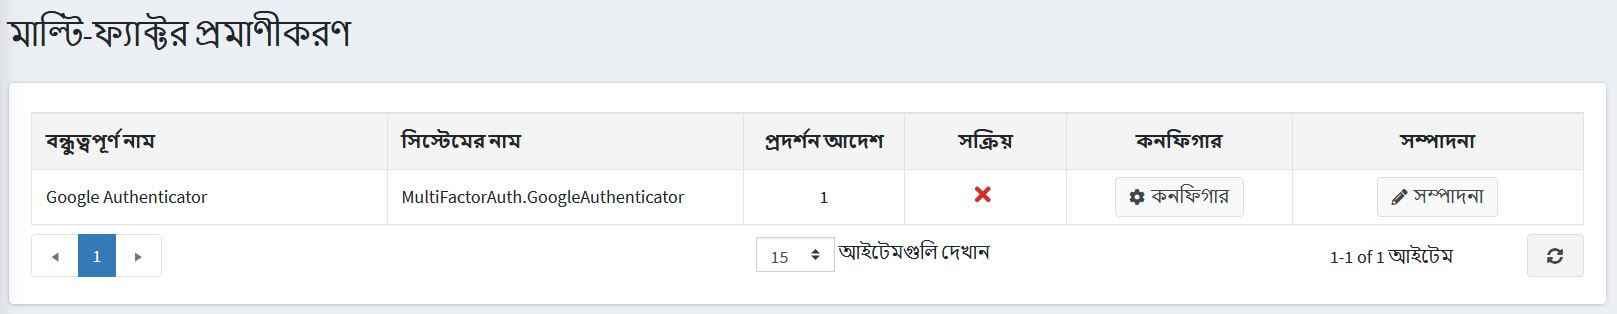 মাল্টি-ফ্যাক্টর প্রমাণীকরণ
বন্ধুত্বপূর্ণ নাম সিস্টেমের নাম প্রদর্শন আদেশ সক্রিয় কনফিগার সম্পাদনা
Google Authenticator MultiFactorAuth.GoogleAuthenticator 1 কনফিগার সম্পাদনা
1 15 আইটেমগুলি দেখান 1-1 of 1 আইটেম